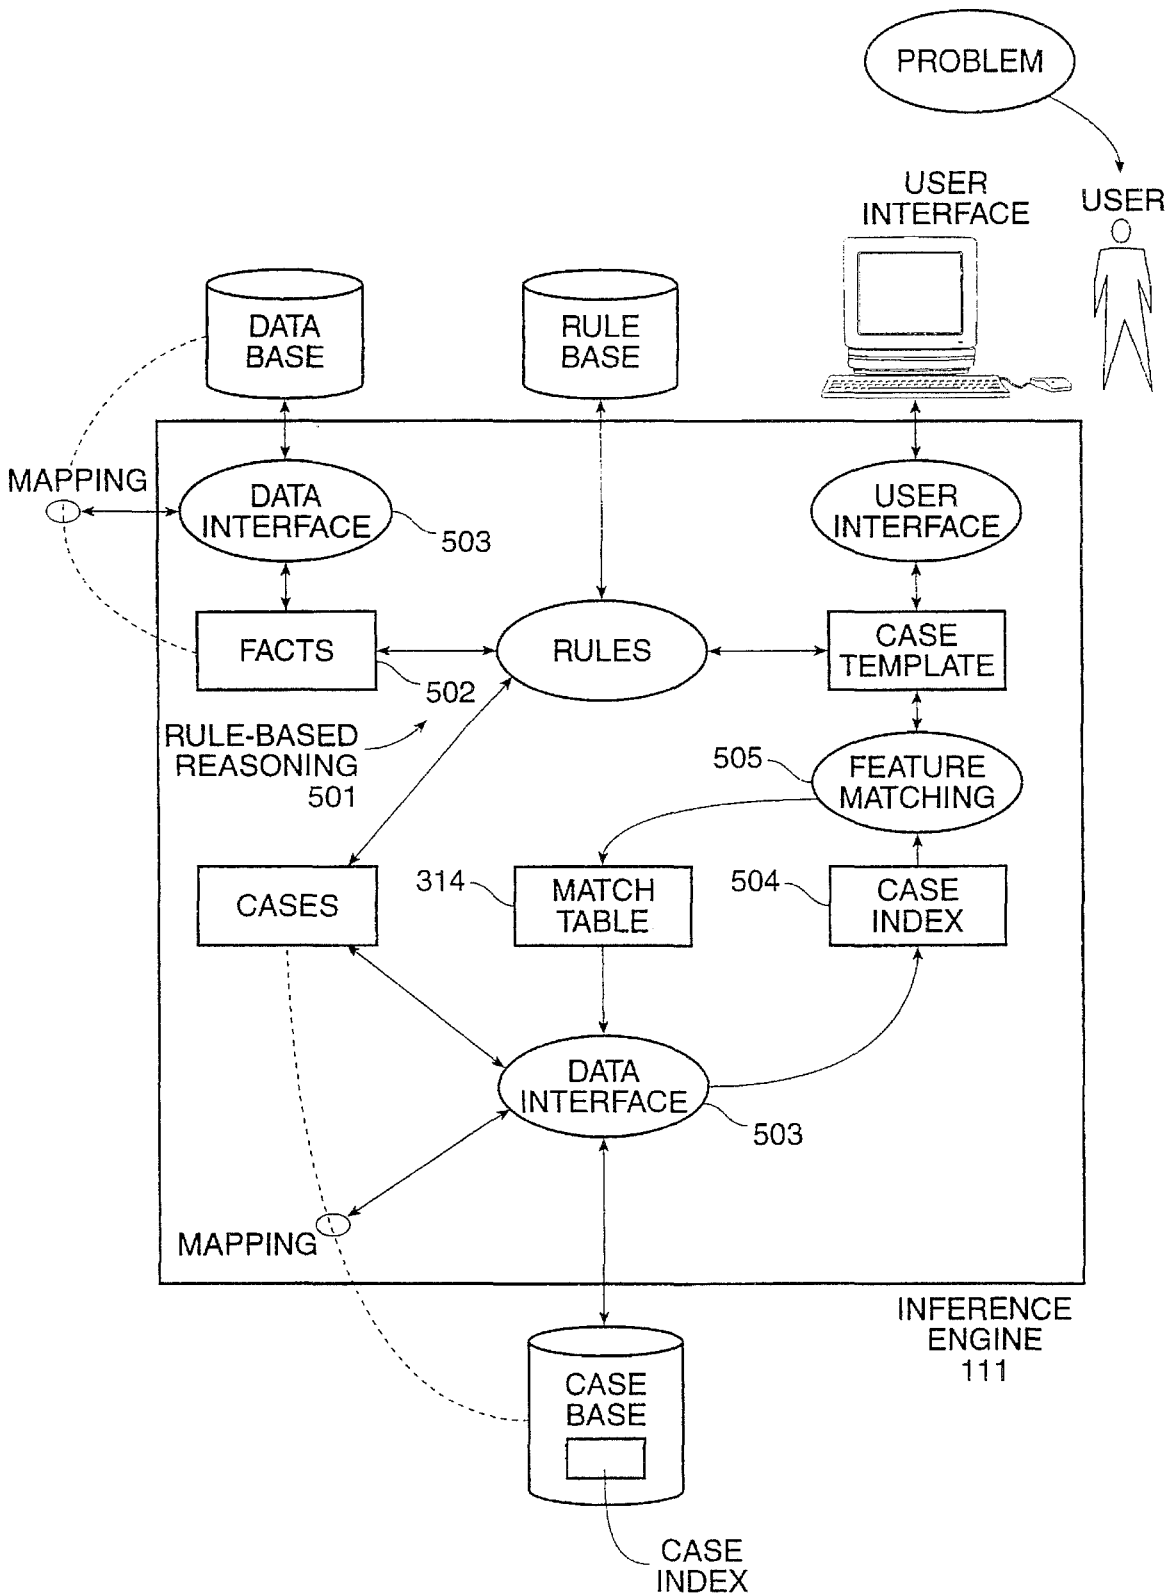 PROBLEM
USER
INTERFACE
USER
DATA
BASE
RULE
BASE
MAPPING
DATA
INTERFACE
503
USER
INTERFACE
FACTS
502
RULES
CASE
TEMPLATE
RULE-BASED
REASONING
501
505
FEATURE
MATCHING
CASES
314
MATCH
TABLE
504
CASE
INDEX
DATA
INTERFACE
503
MAPPING
INFERENCE
ENGINE
111
CASE
BASE
CASE
INDEX